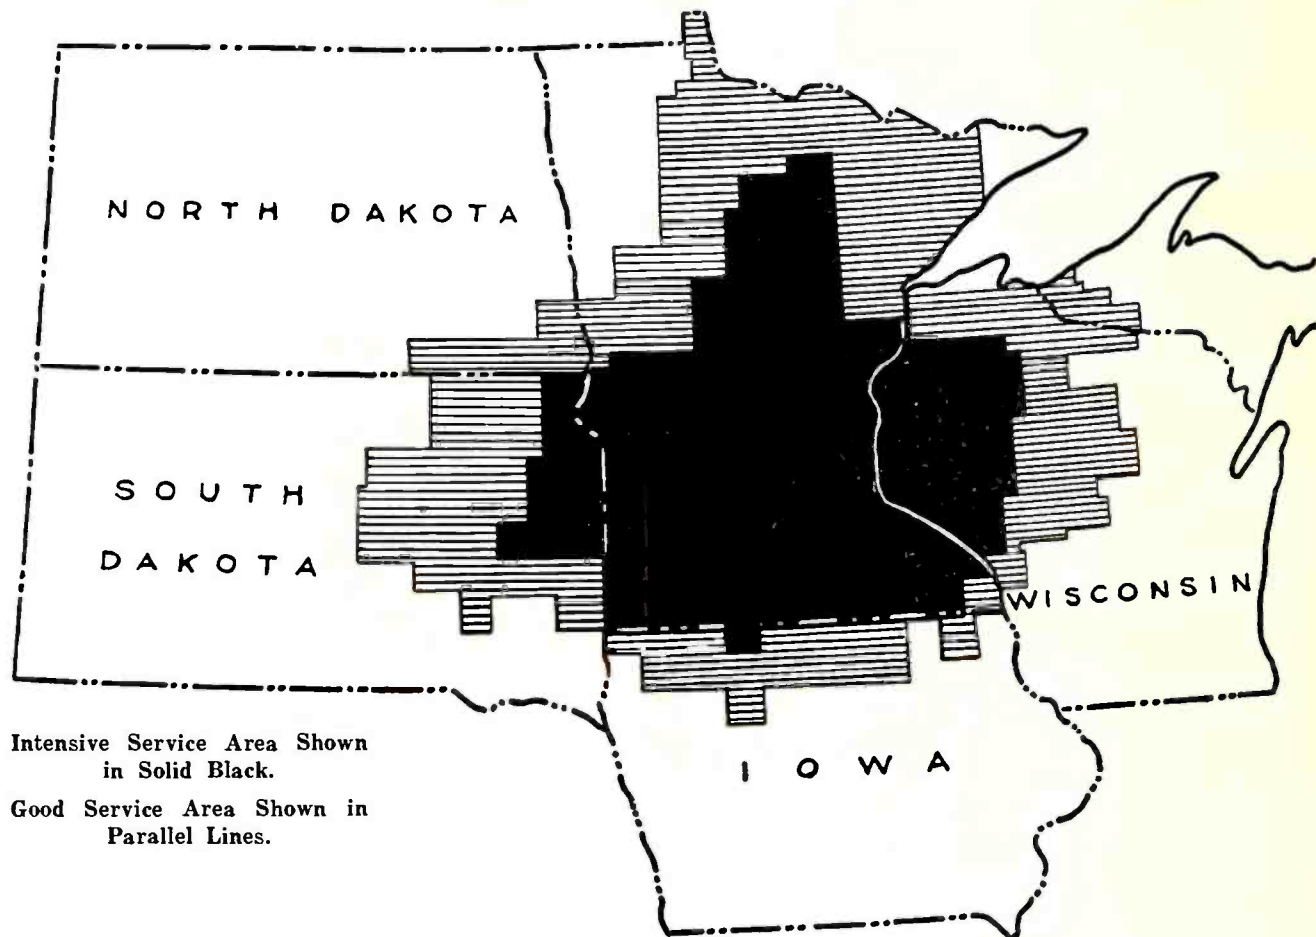 NORTH DAKOTA
SOUTH
DAKOTA
WISCONSIN
IOWA
Intensive Service Area Shown
in Solid Black.
Good Service Area Shown in
Parallel Lines.